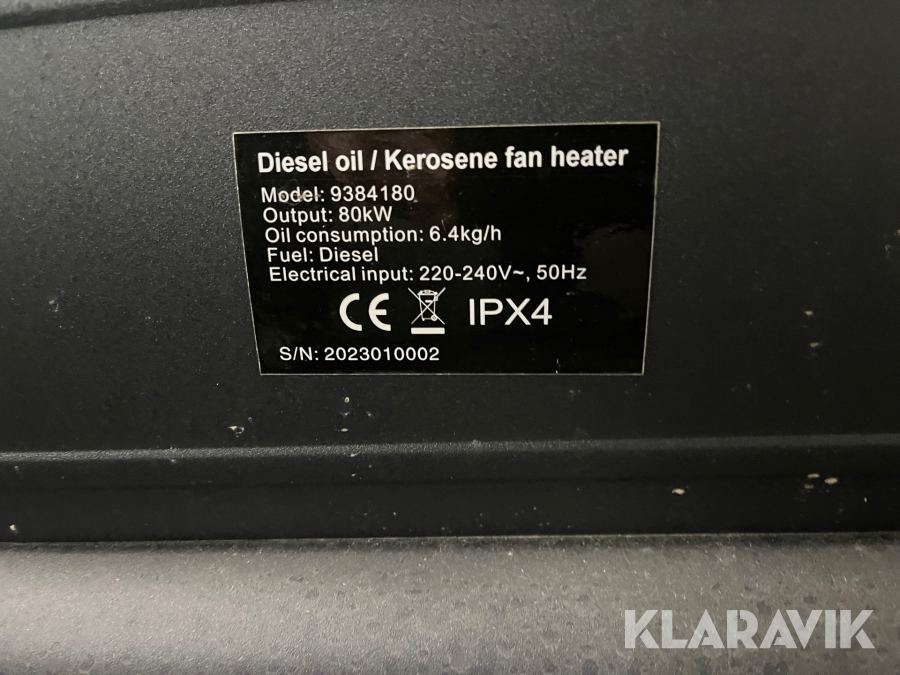 Diesel oil / Kerosene fan heater
Model: 9384180
Output: 80kW
Oil consumption: 6.4kg/h
Fuel: Diesel
Electrical input: 220-240V~, 50Hz
CE IPX4
S/N: 2023010002
KLARAVIK